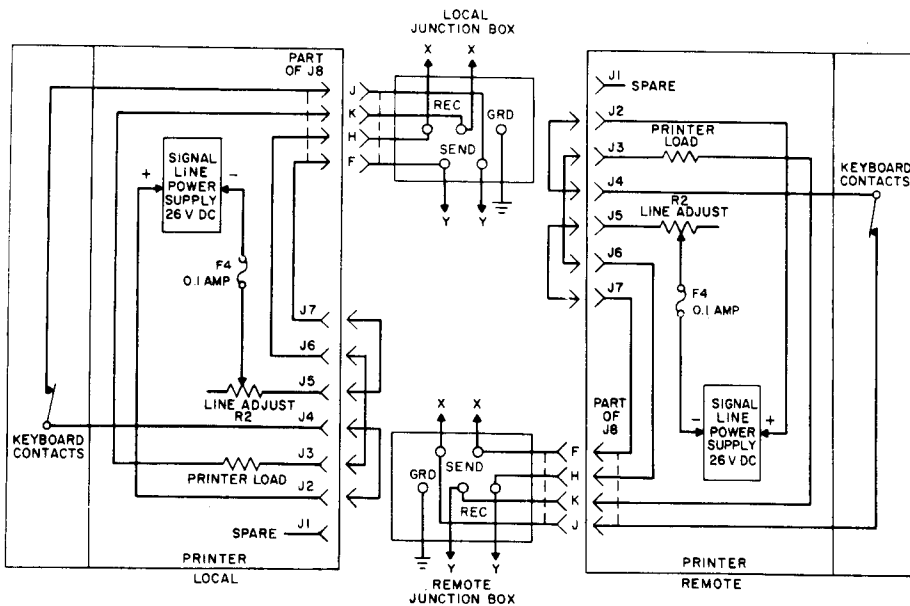 LOCAL
JUNCTION BOX
X X
PART
OF J8
J
K
H
F
REC
GRD
SEND
Y Y
+ -
SIGNAL
LINE
POWER
SUPPLY
26 V DC
F4
0.1 AMP
J7
J6
J5
LINE ADJUST
R2
J4
KEYBOARD
CONTACTS
J3
PRINTER LOAD
J2
SPARE J1
PRINTER
LOCAL
J1
SPARE
J2
PRINTER
LOAD
J3
J4
KEYBOARD
CONTACTS
R2
J5 LINE ADJUST
J6
J7
F4
0.1 AMP
- +
SIGNAL
LINE
POWER
SUPPLY
26 V DC
PART
OF
J8
PRINTER
REMOTE
X X
SEND
GRD
REC
F
H
K
J
Y Y
REMOTE
JUNCTION BOX